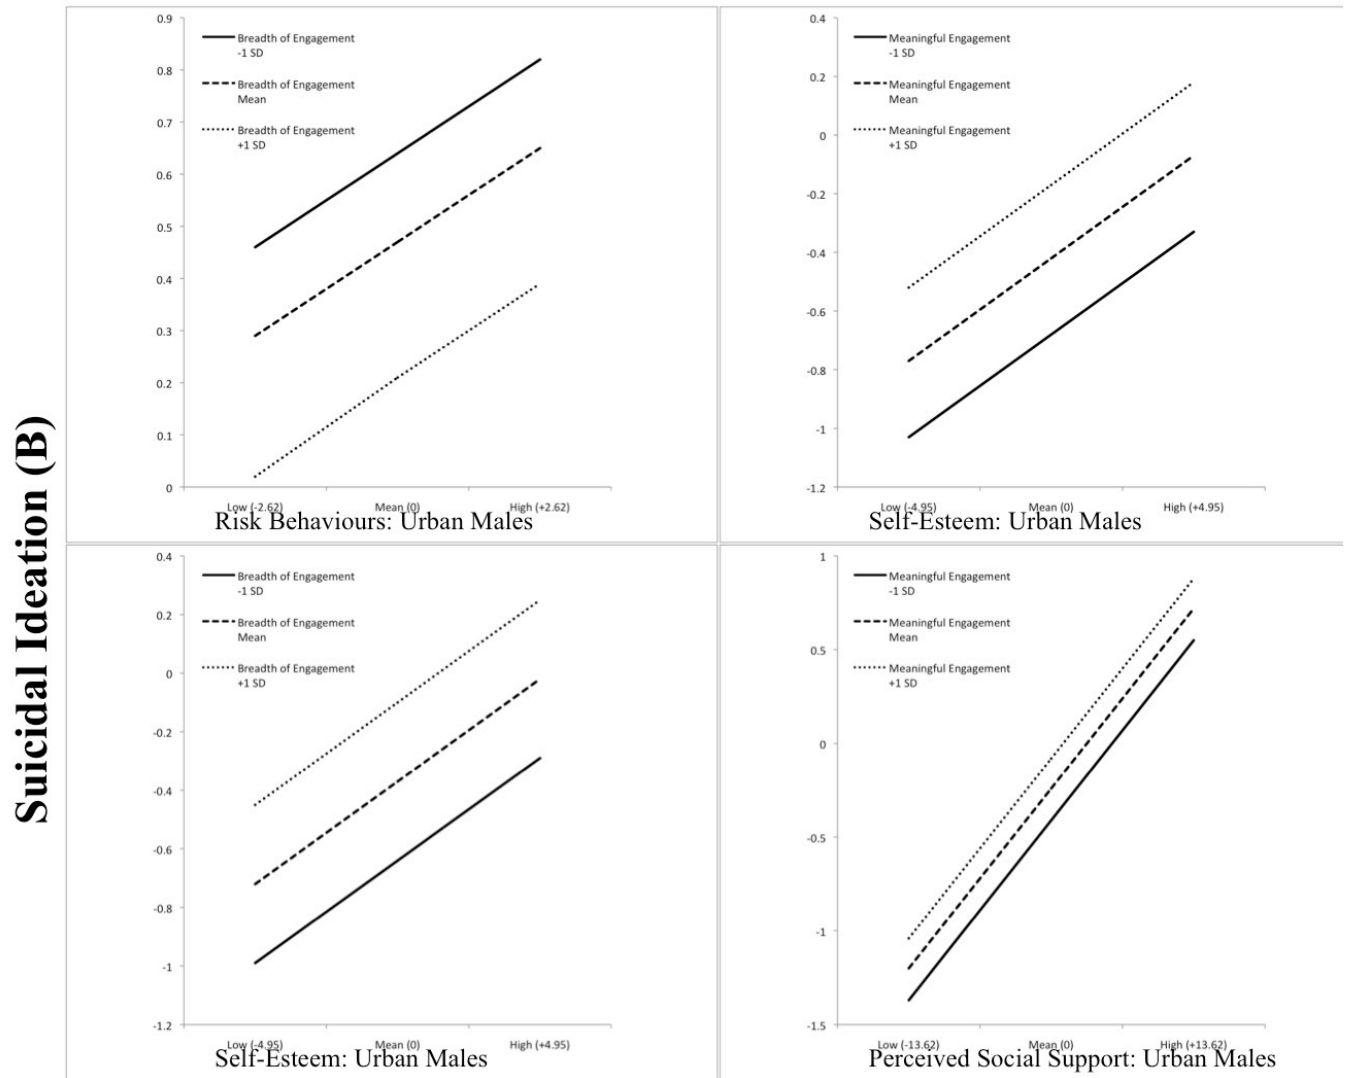 Suicidal Ideation (B)
0.9
0.8
0.7
0.6
0.5
0.4
0.3
0.2
0.1
0
Breadth of Engagement
-1 SD
Breadth of Engagement
Mean
Breadth of Engagement
+1 SD
Low (-2.62) Mean (0) High (+2.62)
Risk Behaviours: Urban Males
0.4
0.2
0
-0.2
-0.4
-0.6
-0.8
-1
-1.2
Meaningful Engagement
-1 SD
Meaningful Engagement
Mean
Meaningful Engagement
+1 SD
Low (-4.95) Mean (0) High (+4.95)
Self-Esteem: Urban Males
0.4
0.2
0
-0.2
-0.4
-0.6
-0.8
-1
-1.2
Breadth of Engagement
-1 SD
Breadth of Engagement
Mean
Breadth of Engagement
+1 SD
Low (-4.95) Mean (0) High (+4.95)
Self-Esteem: Urban Males
1
0.5
0
-0.5
-1
-1.5
Meaningful Engagement
-1 SD
Meaningful Engagement
Mean
Meaningful Engagement
+1 SD
Low (-13.62) Mean (0) High (+13.62)
Perceived Social Support: Urban Males